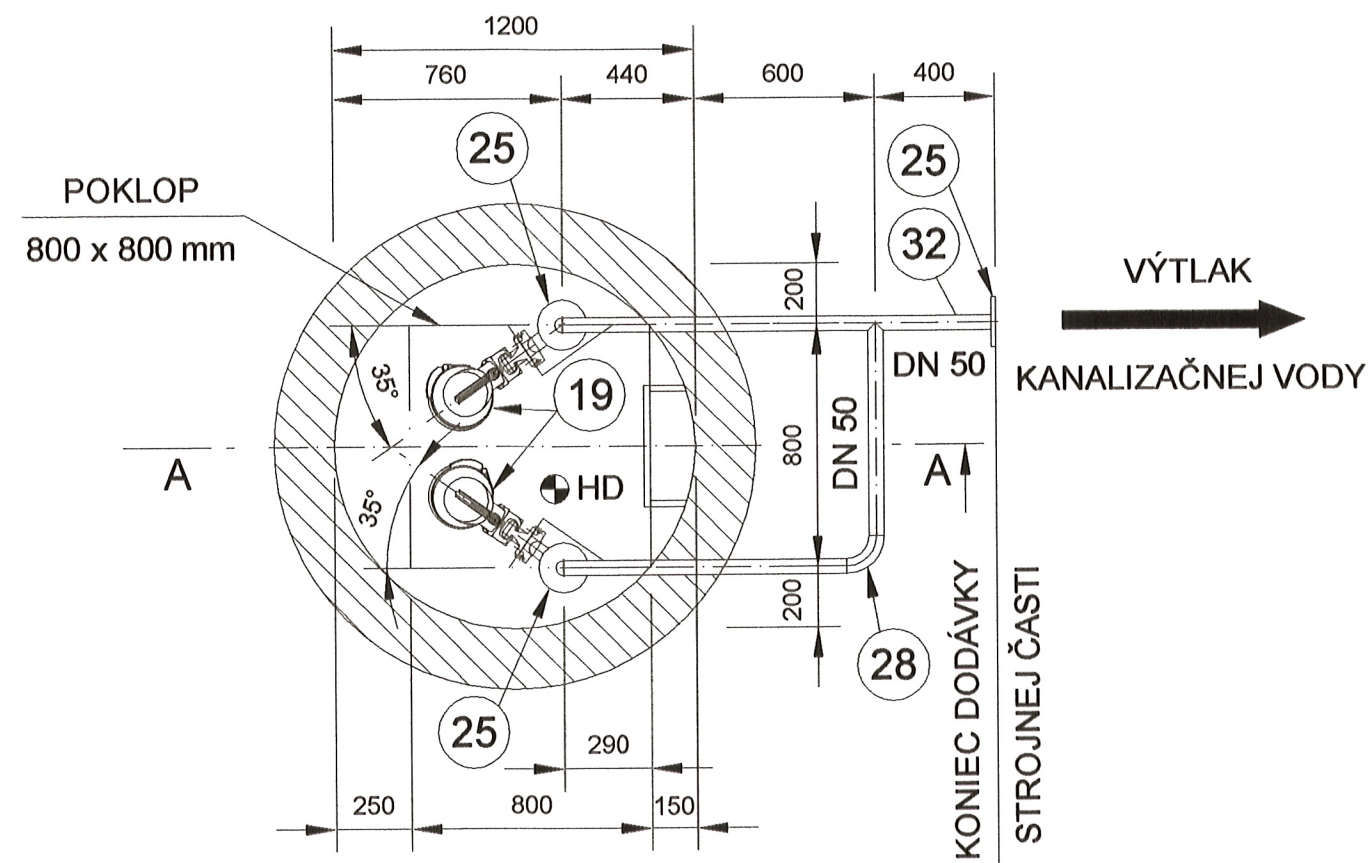 1200
760
440
600
400
25
25
POKLOP
800 x 800 mm
32
VÝTLAK
200
35°
19
DN 50
KANALIZAČNEJ VODY
800
DN 50
A
A
35°
HD
200
28
25
290
250
800
150
KONIEC DODÁVKY
STROJNEJ ČASTI